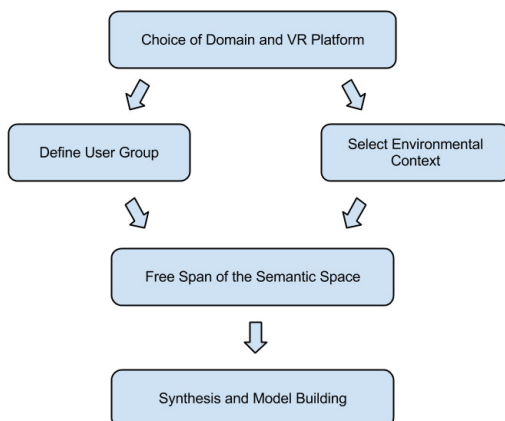 Choice of Domain and VR Platform
Define User Group
Select Environmental
Context
Free Span of the Semantic Space
Synthesis and Model Building